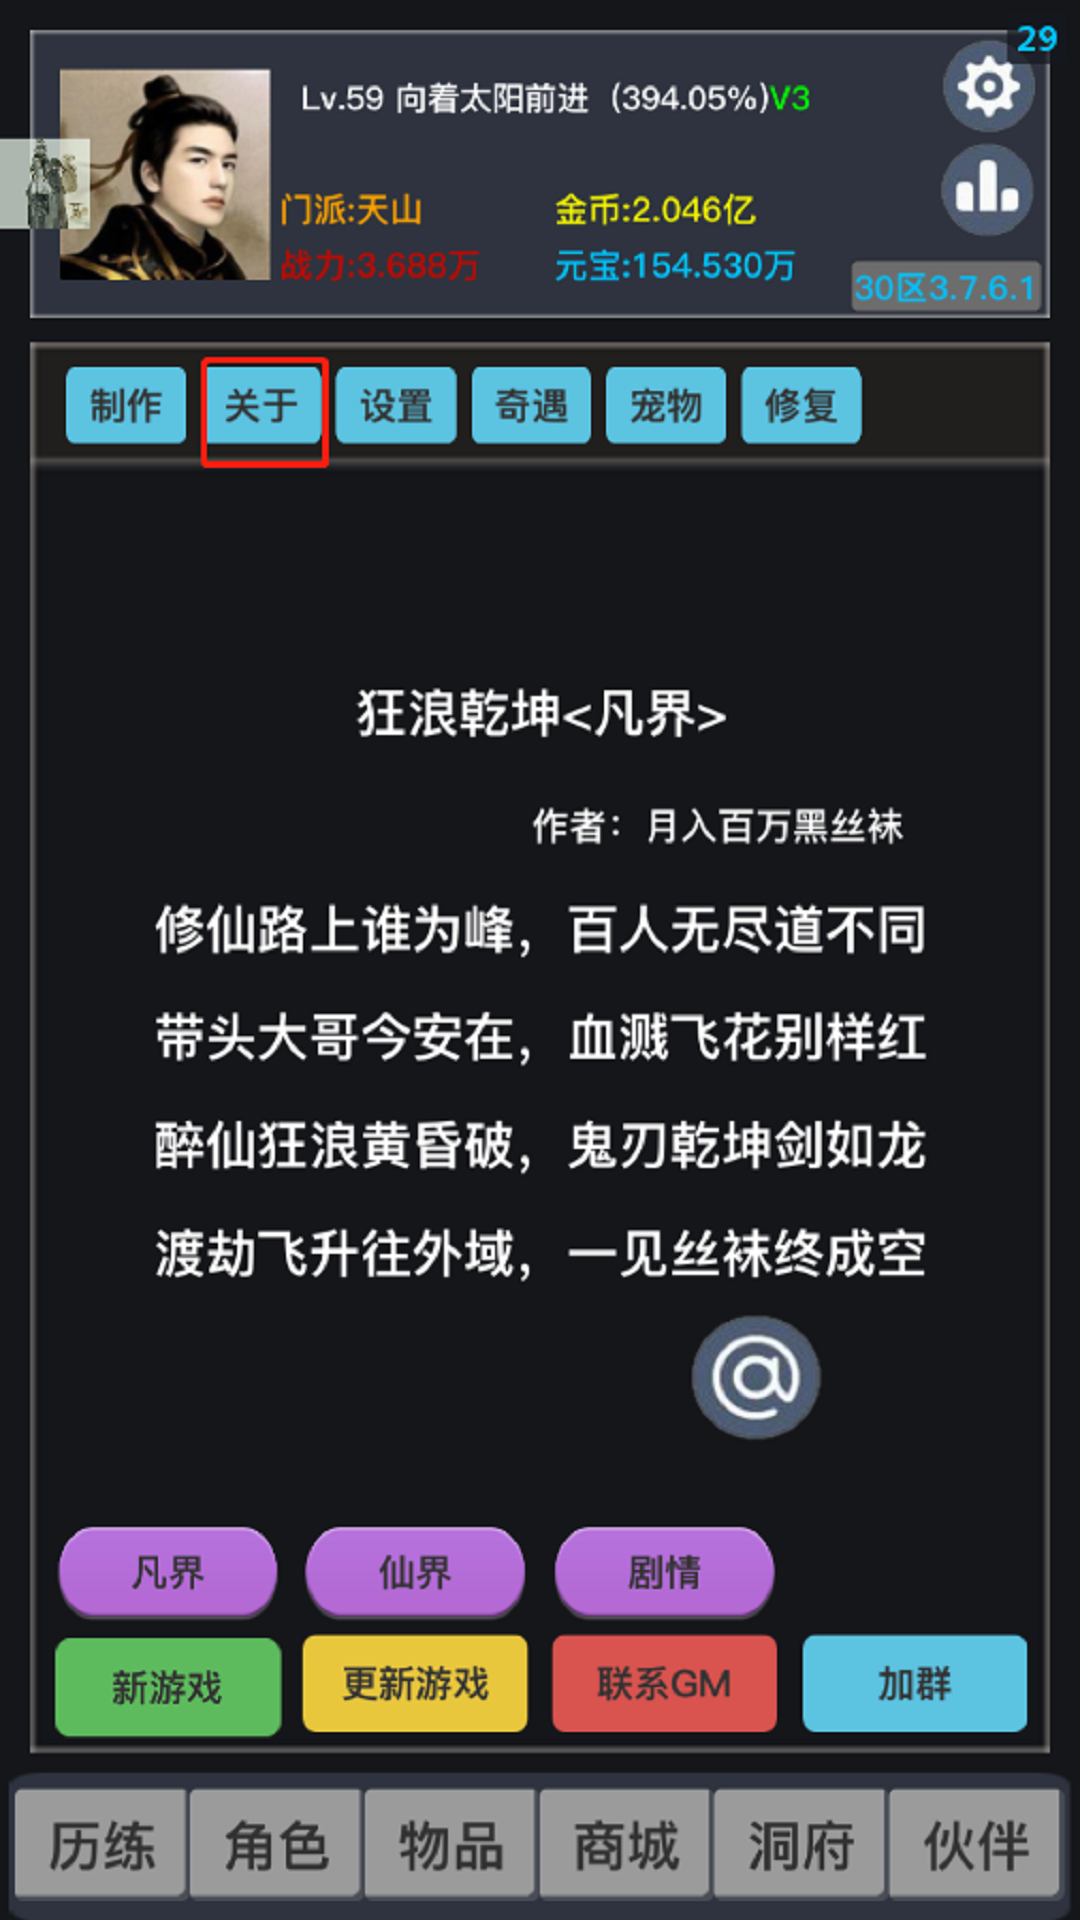 29
Lv.59 向着太阳前进 (394.05%)V3
门派:天山 金币:2.046亿
战力:3.688万 元宝:154.530万
30区3.7.6.1
制作 关于 设置 奇遇 宠物 修复
狂浪乾坤<凡界>
作者：月入百万黑丝袜
修仙路上谁为峰，百人无尽道不同
带头大哥今安在，血溅飞花别样红
醉仙狂浪黄昏破，鬼刃乾坤剑如龙
渡劫飞升往外域，一见丝袜终成空
@
凡界 仙界 剧情
新游戏 更新游戏 联系GM 加群
历练 角色 物品 商城 洞府 伙伴